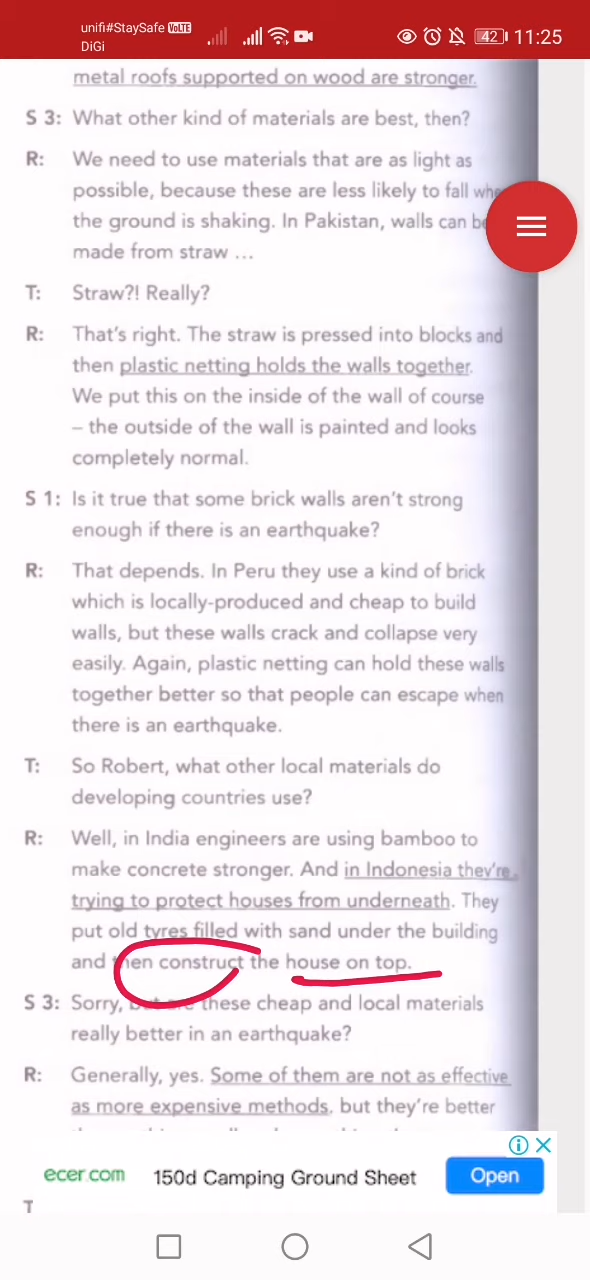 unifi#StaySafe VoLTE
DiGi
42 11:25
metal roofs supported on wood are stronger.
S 3: What other kind of materials are best, then?
R: We need to use materials that are as light as
possible, because these are less likely to fall
the ground is shaking. In Pakistan, walls can
made from straw ...
T: Straw?! Really?
R: That's right. The straw is pressed into blocks and
then plastic netting holds the walls together.
We put this on the inside of the wall of course
– the outside of the wall is painted and looks
completely normal.
S 1: Is it true that some brick walls aren't strong
enough if there is an earthquake?
R: That depends. In Peru they use a kind of brick
which is locally-produced and cheap to build
walls, but these walls crack and collapse very
easily. Again, plastic netting can hold these walls
together better so that people can escape when
there is an earthquake.
T: So Robert, what other local materials do
developing countries use?
R: Well, in India engineers are using bamboo to
make concrete stronger. And in Indonesia they're
trying to protect houses from underneath. They
put old tyres filled with sand under the building
and then construct the house on top.
S 3: Sorry, but are these cheap and local materials
really better in an earthquake?
R: Generally, yes. Some of them are not as effective
as more expensive methods, but they're better
ecer.com 150d Camping Ground Sheet Open
T